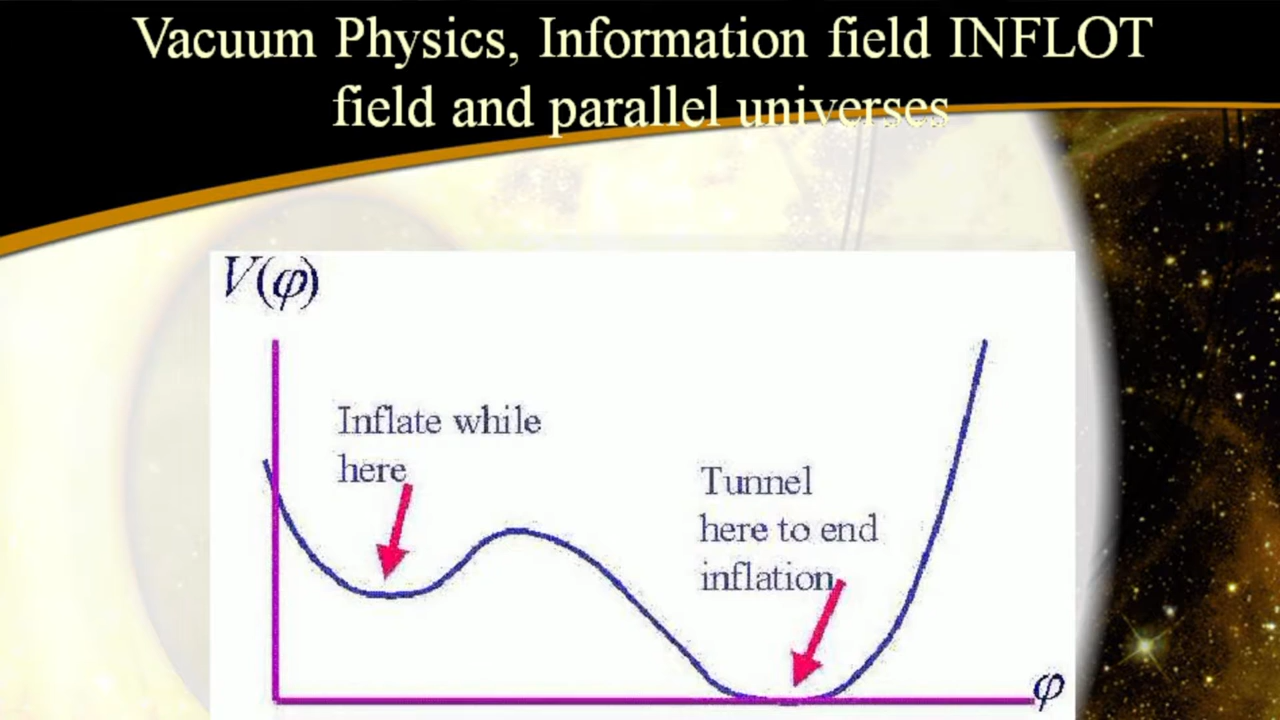 Vacuum Physics, Information field INFLOT
field and parallel universes
V(φ)
Inflate while
here
Tunnel
here to end
inflation
φ